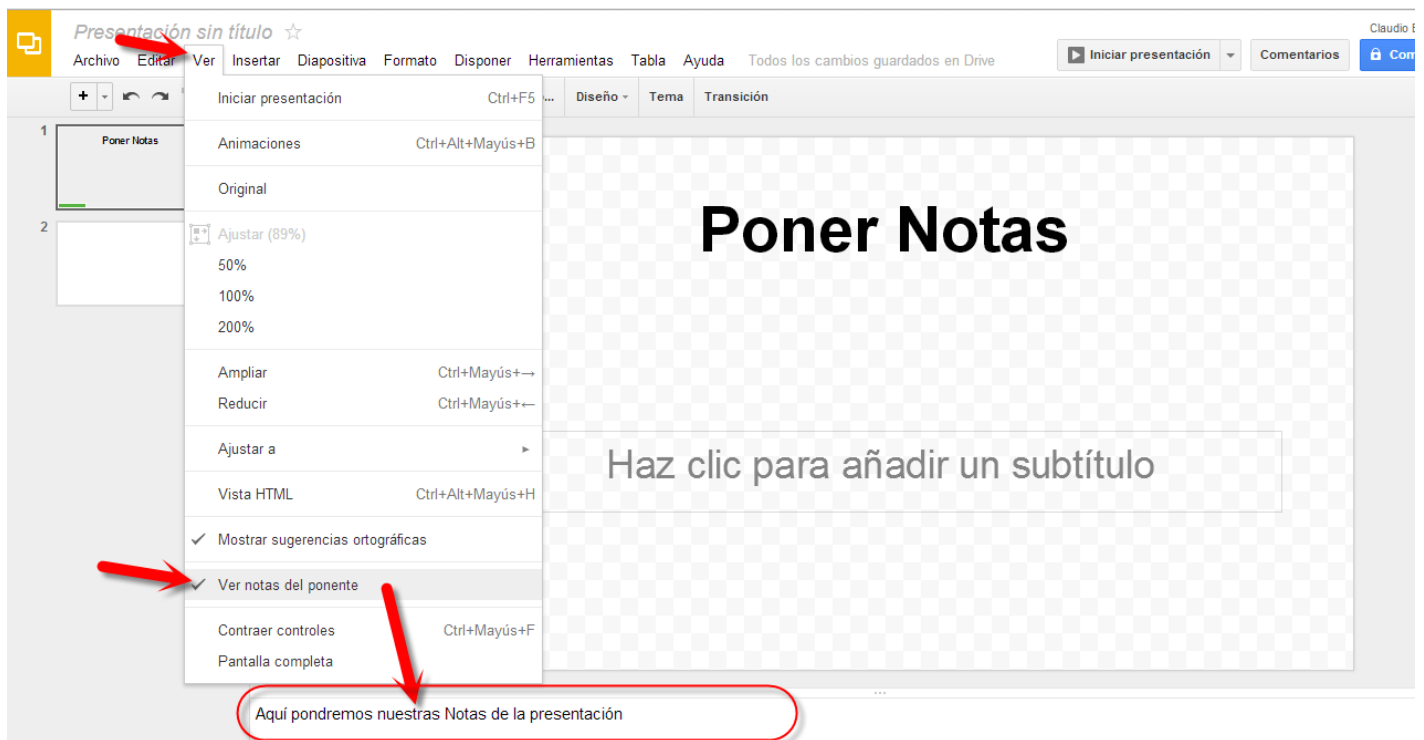 Presentación sin título
Claudio
Archivo Editar Ver Insertar Diapositiva Formato Disponer Herramientas Tabla Ayuda Todos los cambios guardados en Drive
Iniciar presentación Comentarios Com
+ ... Diseño Tema Transición
Iniciar presentación Ctrl+F5
1
Poner Notas
Animaciones Ctrl+Alt+Mayús+B
Original
Poner Notas
2
Ajustar (89%)
50%
100%
200%
Ampliar Ctrl+Mayús+→
Reducir Ctrl+Mayús+←
Ajustar a
Haz clic para añadir un subtítulo
Vista HTML Ctrl+Alt+Mayús+H
Mostrar sugerencias ortográficas
Ver notas del ponente
Contraer controles Ctrl+Mayús+F
Pantalla completa
Aquí pondremos nuestras Notas de la presentación